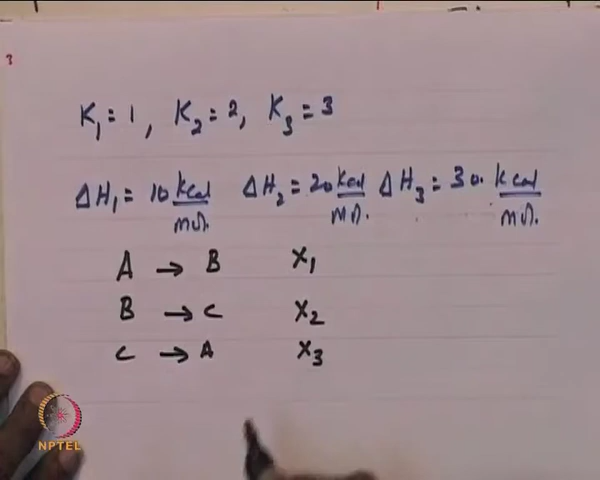 K₁ = 1, K₂ = 2, K₃ = 3
ΔH₁ = 10 kcal/mol. ΔH₂ = 20 kcal/mol. ΔH₃ = 30. kcal/mol.
A → B X₁
B → C X₂
C → A X₃
NPTEL